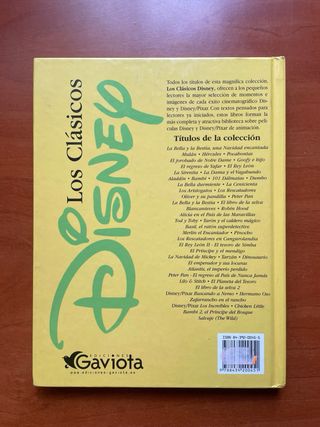 Los Clásicos
Disney
Todos los títulos de esta magnífica colección,
Los Clásicos Disney, ofrecen a los pequeños
lectores la mayor selección de momentos e
imágenes de cada éxito cinematográfico Dis-
ney y Disney/Pixar. Con textos pensados para
lectores ya iniciados, estos libros forman la
más completa y atractiva biblioteca sobre pelí-
culas Disney y Disney/Pixar de animación.
Títulos de la colección
La Bella y la Bestia, una Navidad encantada
Mulán • Hércules • Pocahontas
El jorobado de Notre Dame • Goofy e hijo
El regreso de Yafar • El Rey León
La Sirenita • La Dama y el Vagabundo
Aladdin • Bambi • 101 Dálmatas • Dumbo
La Bella durmiente • La Cenicienta
Los Aristogatos • Los Rescatadores
Oliver y su pandilla • Peter Pan
La Bella y la Bestia • El libro de la selva
Blancanieves • Robin Hood
Alicia en el País de las Maravillas
Tod y Toby • Tarón y el caldero mágico
Basil, el ratón superdetective
Merlín el Encantador • Pinocho
Los Rescatadores en Cangurolandia
El Rey León II - El tesoro de Simba
El Príncipe y el mendigo
La Navidad de Mickey • Tarzán • Dinosaurio
El emperador y sus locuras
Atlantis, el imperio perdido
Peter Pan - El regreso al País de Nunca Jamás
Lilo & Stitch • El Planeta del Tesoro
El libro de la selva 2
Disney/Pixar Buscando a Nemo • Hermano Oso
Zafarrancho en el rancho
Disney/Pixar Los Increíbles • Chicken Little
Bambi 2, el Príncipe del Bosque
Salvaje (The Wild)
EDICIONES
Gaviota
www.ediciones-gaviota.es